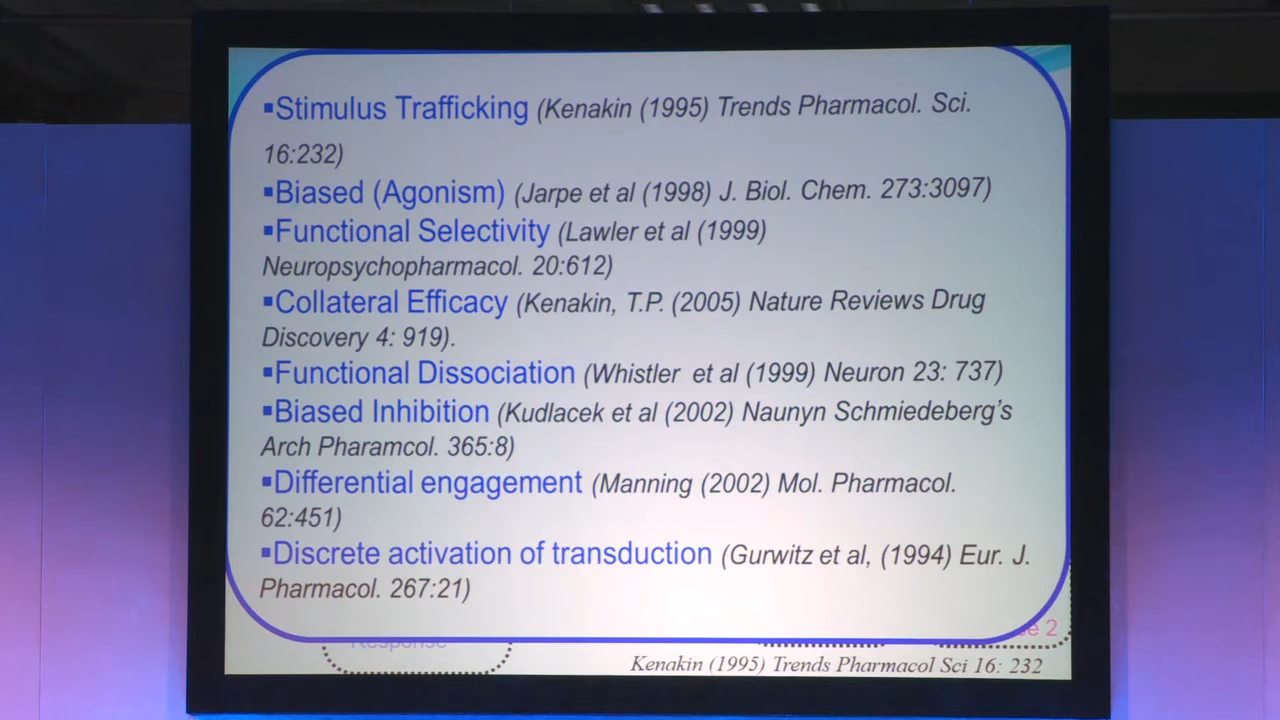 ▪Stimulus Trafficking (Kenakin (1995) Trends Pharmacol. Sci.
16:232)
▪Biased (Agonism) (Jarpe et al (1998) J. Biol. Chem. 273:3097)
▪Functional Selectivity (Lawler et al (1999)
Neuropsychopharmacol. 20:612)
▪Collateral Efficacy (Kenakin, T.P. (2005) Nature Reviews Drug
Discovery 4: 919).
▪Functional Dissociation (Whistler et al (1999) Neuron 23: 737)
▪Biased Inhibition (Kudlacek et al (2002) Naunyn Schmiedeberg's
Arch Pharamcol. 365:8)
▪Differential engagement (Manning (2002) Mol. Pharmacol.
62:451)
▪Discrete activation of transduction (Gurwitz et al, (1994) Eur. J.
Pharmacol. 267:21)
2
Response
Kenakin (1995) Trends Pharmacol Sci 16: 232